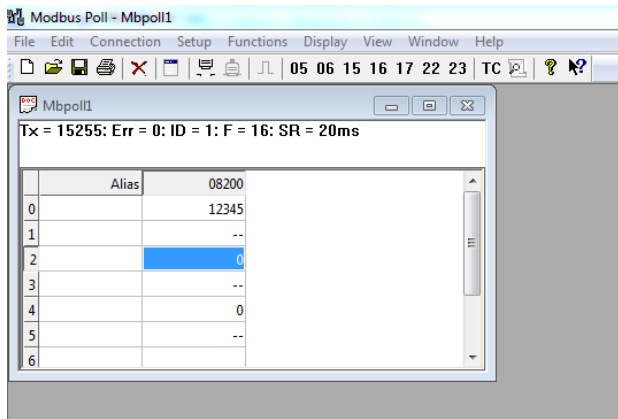 Modbus Poll - Mbpoll1
File Edit Connection Setup Functions Display View Window Help
05 06 15 16 17 22 23 TC
Mbpoll1
Tx = 15255: Err = 0: ID = 1: F = 16: SR = 20ms
Alias 08200
0 12345
1 --
2 0
3 --
4 0
5 --
6